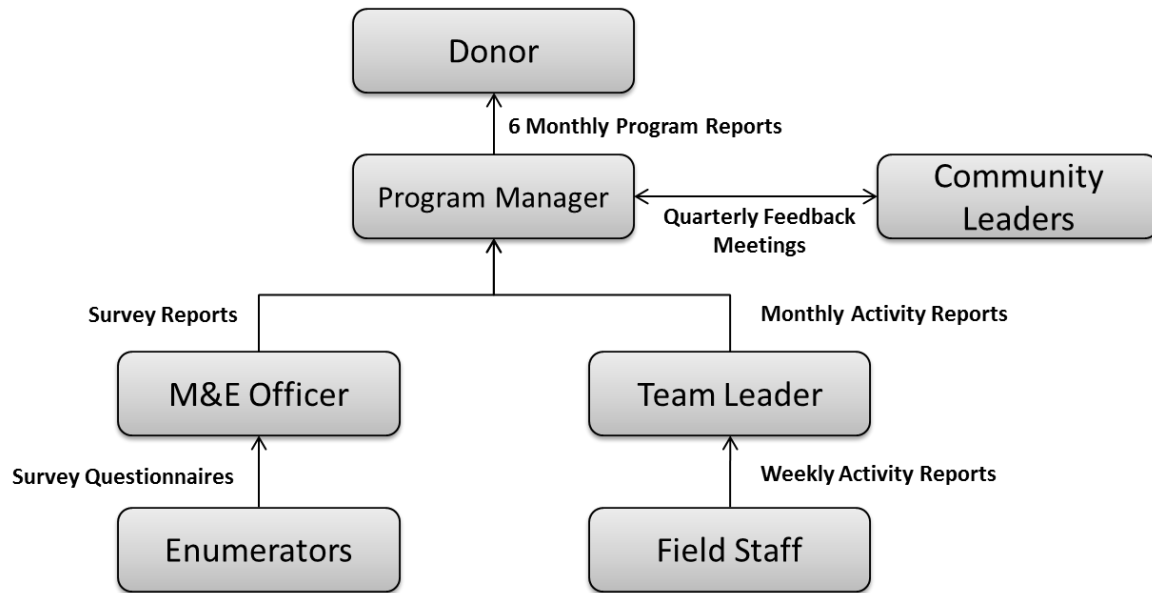 Donor
6 Monthly Program Reports
Program Manager
Community
Leaders
Quarterly Feedback
Meetings
Survey Reports
Monthly Activity Reports
M&E Officer
Team Leader
Survey Questionnaires
Weekly Activity Reports
Enumerators
Field Staff